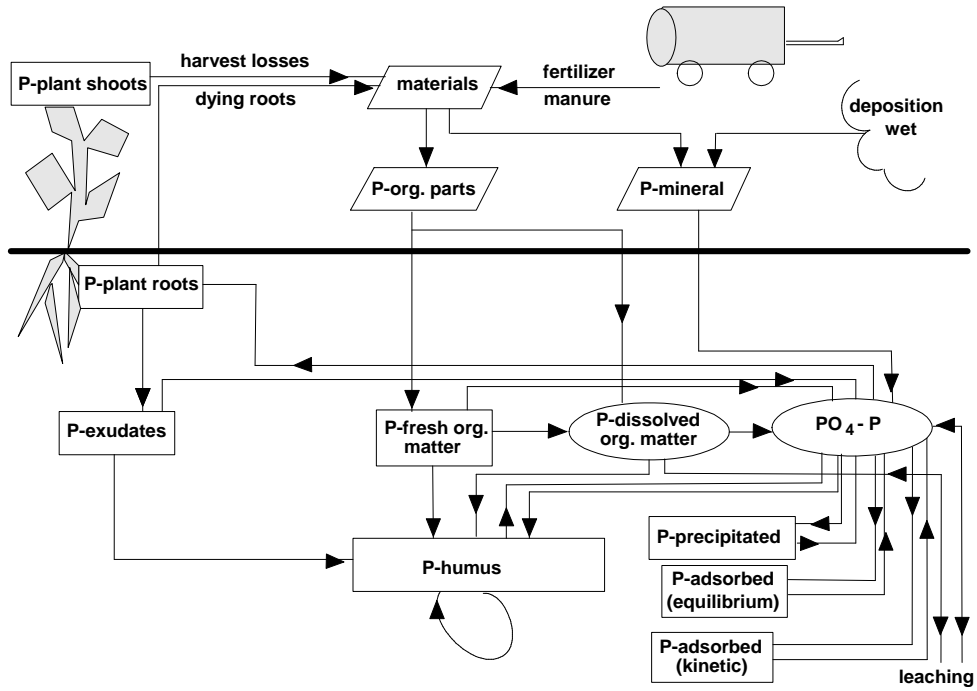 P-plant shoots
harvest losses
dying roots
materials
fertilizer
manure
deposition
wet
P-org. parts
P-mineral
P-plant roots
P-exudates
P-fresh org.
matter
P-dissolved
org. matter
PO4 - P
P-precipitated
P-humus
P-adsorbed
(equilibrium)
P-adsorbed
(kinetic)
leaching